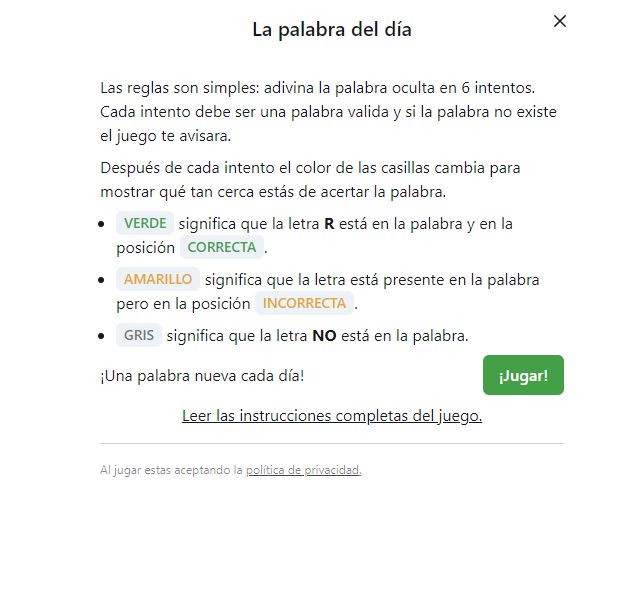 La palabra del día
Las reglas son simples: adivina la palabra oculta en 6 intentos.
Cada intento debe ser una palabra valida y si la palabra no existe
el juego te avisara.
Después de cada intento el color de las casillas cambia para
mostrar qué tan cerca estás de acertar la palabra.
VERDE significa que la letra R está en la palabra y en la
posición CORRECTA.
AMARILLO significa que la letra está presente en la palabra
pero en la posición INCORRECTA.
GRIS significa que la letra NO está en la palabra.
¡Una palabra nueva cada día!
¡Jugar!
Leer las instrucciones completas del juego.
Al jugar estas aceptando la política de privacidad.